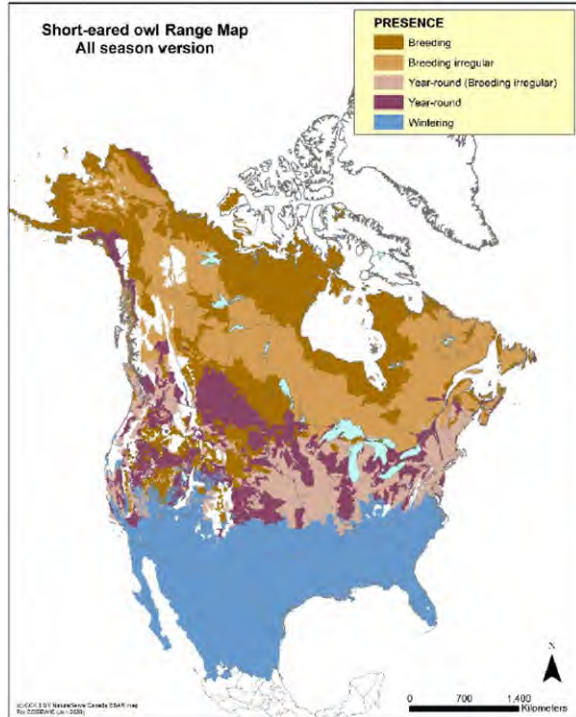 Short-eared owl Range Map
All season version
PRESENCE
Breeding
Breeding irregular
Year-round (Breeding irregular)
Year-round
Wintering
N
0 700 1,400
Kilometers